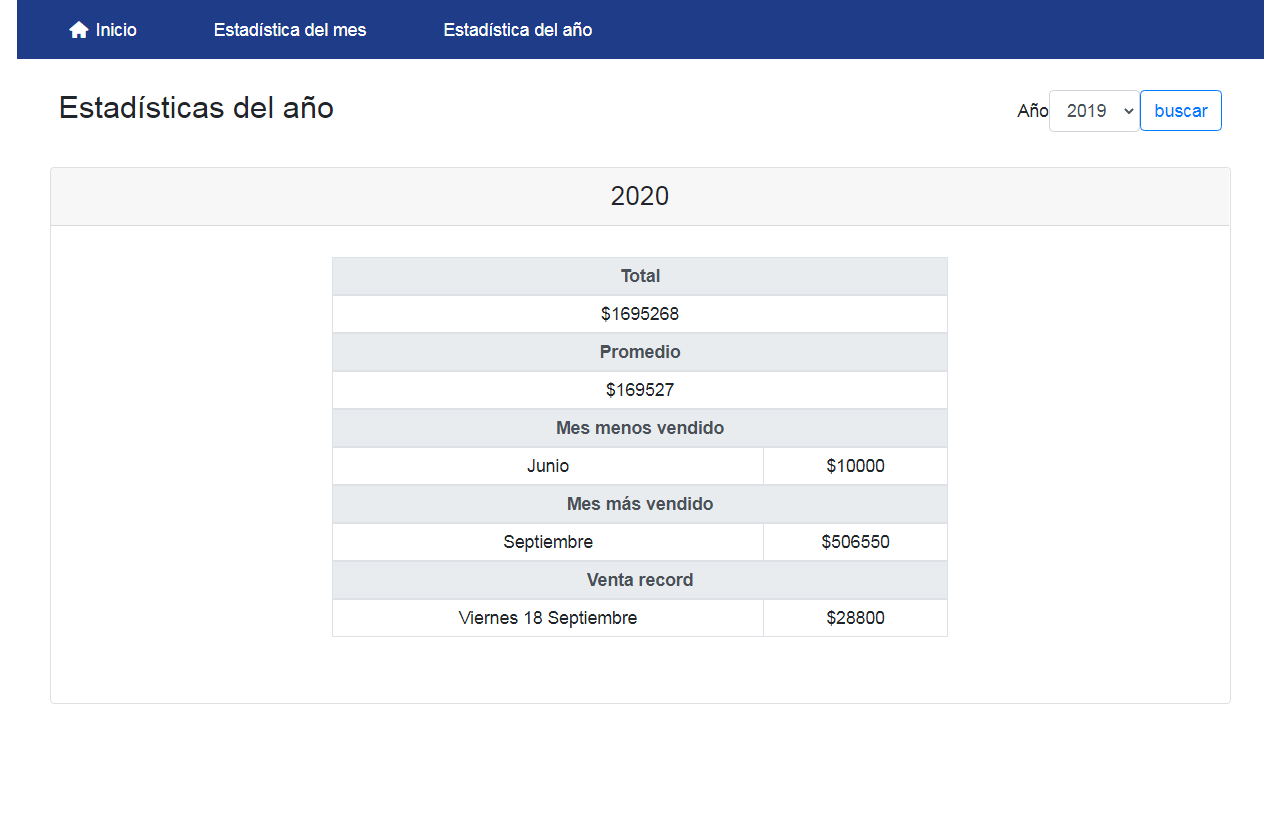 Inicio Estadística del mes Estadística del año
Estadísticas del año
Año 2019 buscar
2020
Total
$1695268
Promedio
$169527
Mes menos vendido
Junio $10000
Mes más vendido
Septiembre $506550
Venta record
Viernes 18 Septiembre $28800